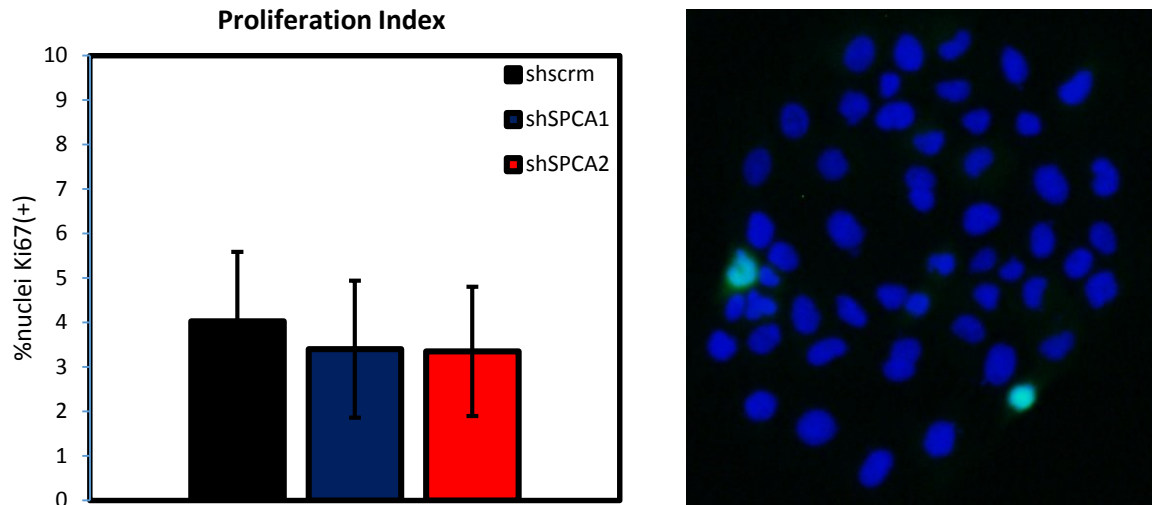 Proliferation Index
%nuclei Ki67(+)
10
9
8
7
6
5
4
3
2
1
0
shscrm
shSPCA1
shSPCA2